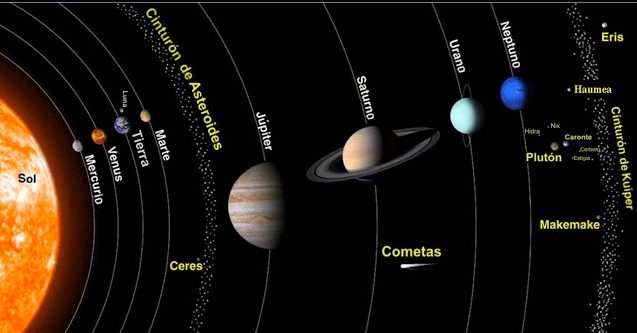 Sol
Mercurio
Venus
Luna
Tierra
Marte
Cinturón de Asteroides
Ceres
Júpiter
Saturno
Cometas
Urano
Neptuno
Eris
Haumea
Nix
Hidra
Caronte
Plutón
Estigia
Makemake
Cinturón de Kuiper